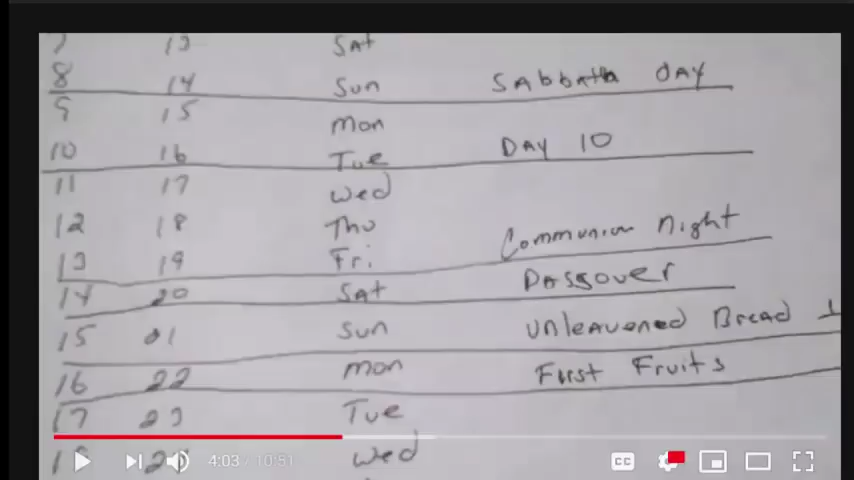 7 13 Sat
8 14 Sun Sabbath Day
9 15 Mon
10 16 Tue Day 10
11 17 Wed
12 18 Thu
13 19 Fri. Communion Night
14 20 Sat Passover
15 21 Sun Unleavened Bread 1
16 22 Mon First Fruits
17 23 Tue
Wed
4:03 / 10:51
CC